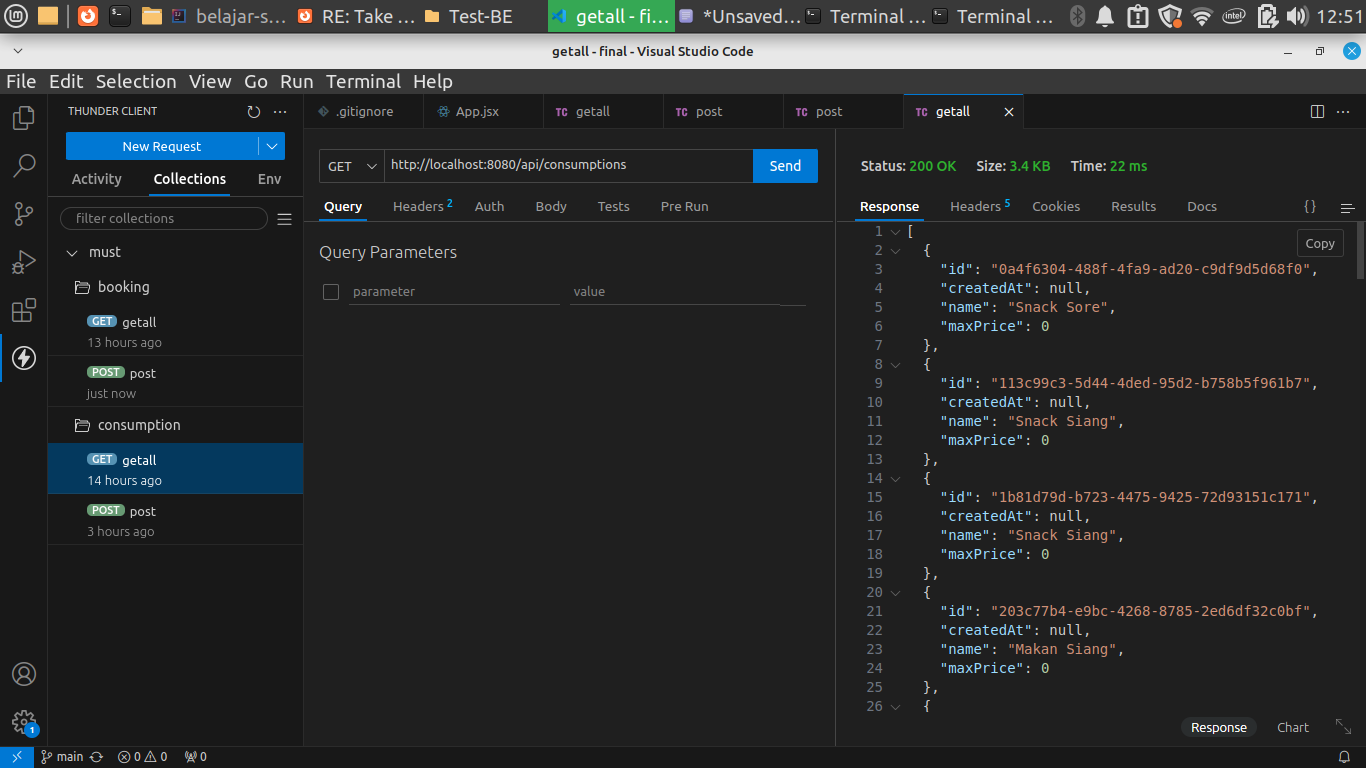 belajar-s...
RE: Take ...
Test-BE
getall - fi...
*Unsaved...
Terminal ...
Terminal ...
intel
12:51
getall - final - Visual Studio Code
File Edit Selection View Go Run Terminal Help
THUNDER CLIENT
New Request
Activity
Collections
Env
filter collections
must
booking
GET getall
13 hours ago
POST post
just now
consumption
GET getall
14 hours ago
POST post
3 hours ago
.gitignore
App.jsx
TC getall
TC post
TC post
TC getall
GET
http://localhost:8080/api/consumptions
Send
Query
Headers 2
Auth
Body
Tests
Pre Run
Query Parameters
parameter
value
Status: 200 OK Size: 3.4 KB Time: 22 ms
Response
Headers 5
Cookies
Results
Docs
{}
Copy
1 [
2 {
3 "id": "0a4f6304-488f-4fa9-ad20-c9df9d5d68f0",
4 "createdAt": null,
5 "name": "Snack Sore",
6 "maxPrice": 0
7 },
8 {
9 "id": "113c99c3-5d44-4ded-95d2-b758b5f961b7",
10 "createdAt": null,
11 "name": "Snack Siang",
12 "maxPrice": 0
13 },
14 {
15 "id": "1b81d79d-b723-4475-9425-72d93151c171",
16 "createdAt": null,
17 "name": "Snack Siang",
18 "maxPrice": 0
19 },
20 {
21 "id": "203c77b4-e9bc-4268-8785-2ed6df32c0bf",
22 "createdAt": null,
23 "name": "Makan Siang",
24 "maxPrice": 0
25 },
26 {
Response
Chart
1
main
0 0
0